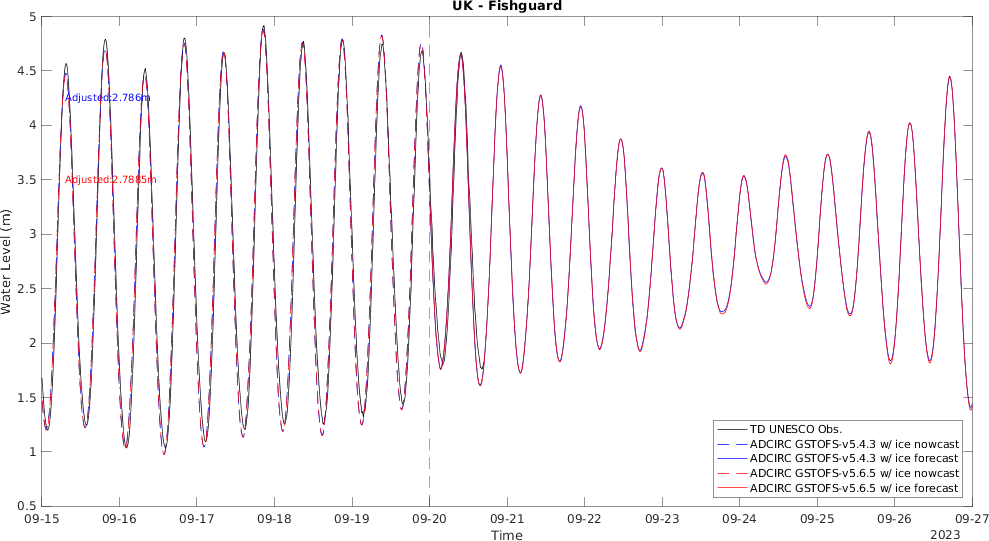 UK - Fishguard
5
4.5
4
3.5
3
2.5
2
1.5
1
0.5
Water Level (m)
Adjusted:2.786m
Adjusted:2.7885m
TD UNESCO Obs.
ADCIRC GSTOFS-v5.4.3 w/ ice nowcast
ADCIRC GSTOFS-v5.4.3 w/ ice forecast
ADCIRC GSTOFS-v5.6.5 w/ ice nowcast
ADCIRC GSTOFS-v5.6.5 w/ ice forecast
09-15 09-16 09-17 09-18 09-19 09-20 09-21 09-22 09-23 09-24 09-25 09-26 09-27
Time
2023